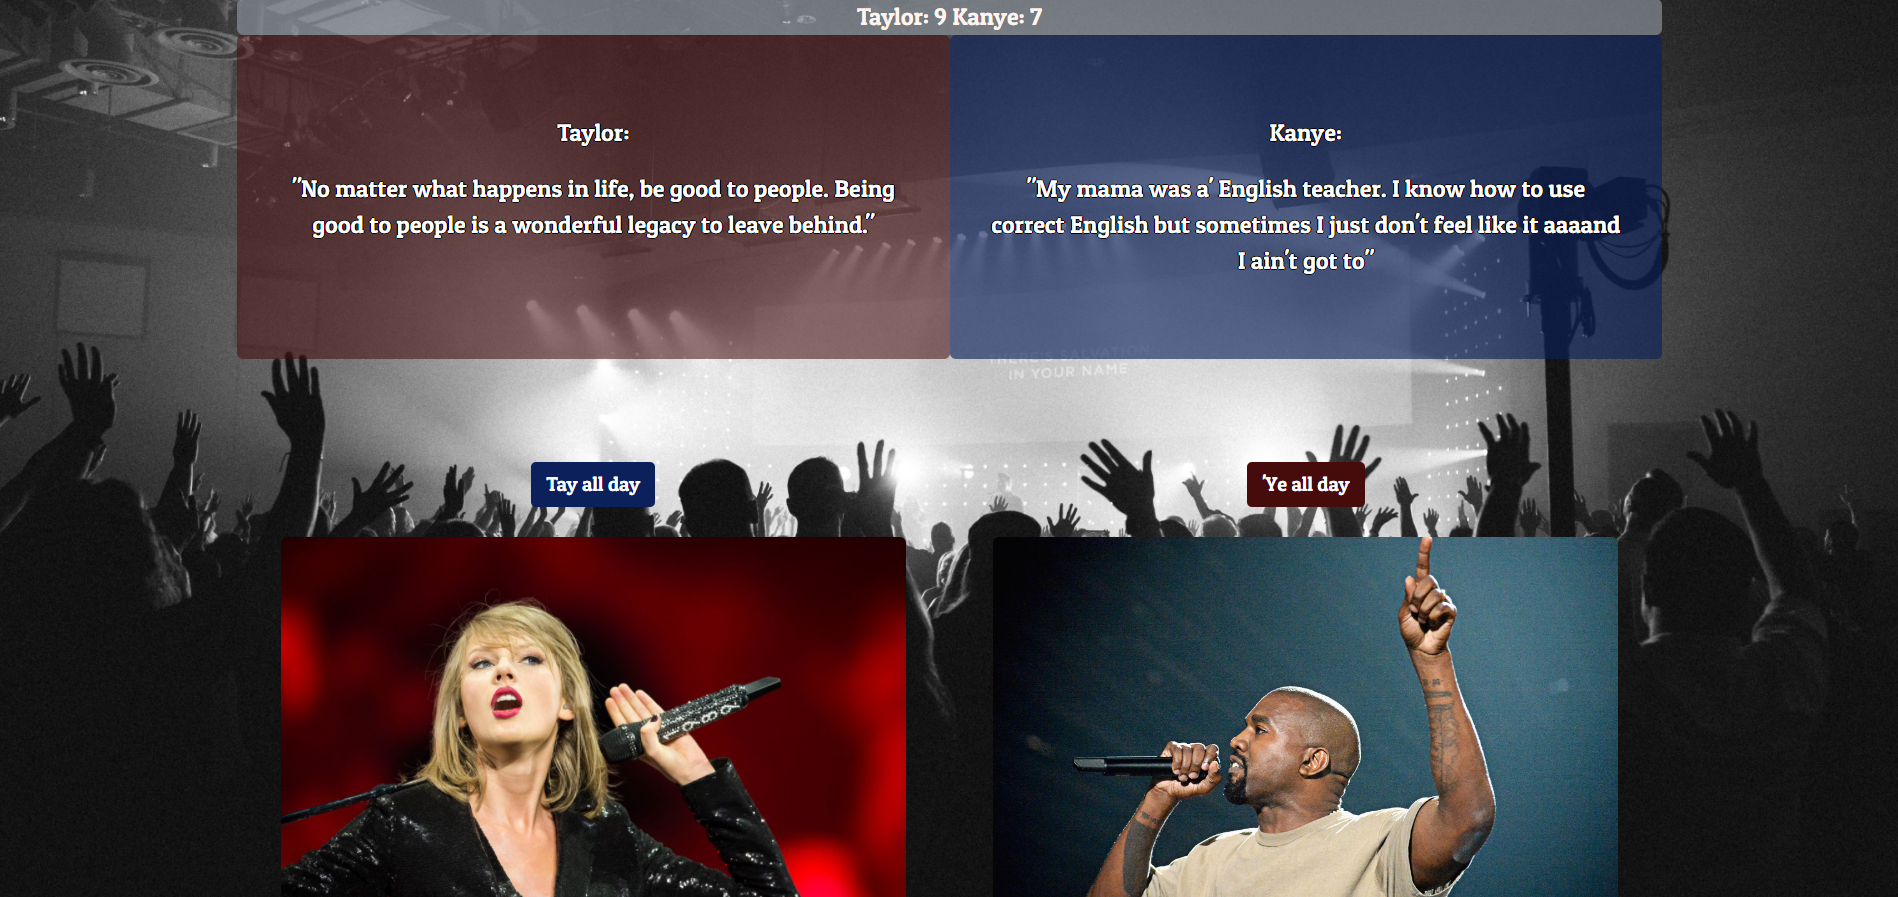 Taylor: 9 Kanye: 7
Taylor:
"No matter what happens in life, be good to people. Being
good to people is a wonderful legacy to leave behind."
Kanye:
"My mama was a' English teacher. I know how to use
correct English but sometimes I just don't feel like it aaaand
I ain't got to"
THERE'S SALVATION
IN YOUR NAME
Tay all day
'Ye all day
1989